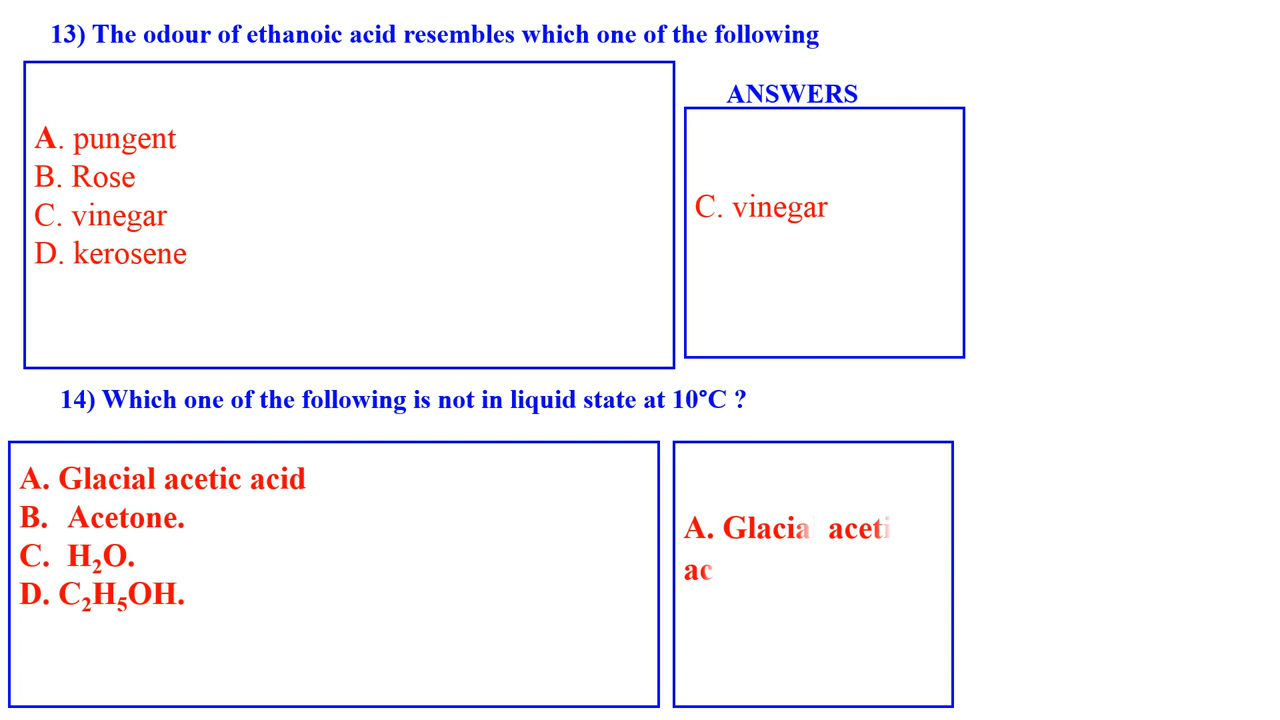 13) The odour of ethanoic acid resembles which one of the following
ANSWERS
A. pungent
B. Rose
C. vinegar
D. kerosene
C. vinegar
14) Which one of the following is not in liquid state at 10°C ?
A. Glacial acetic acid
B. Acetone.
C. H₂O.
D. C₂H₅OH.
A. Glacia aceti
ac